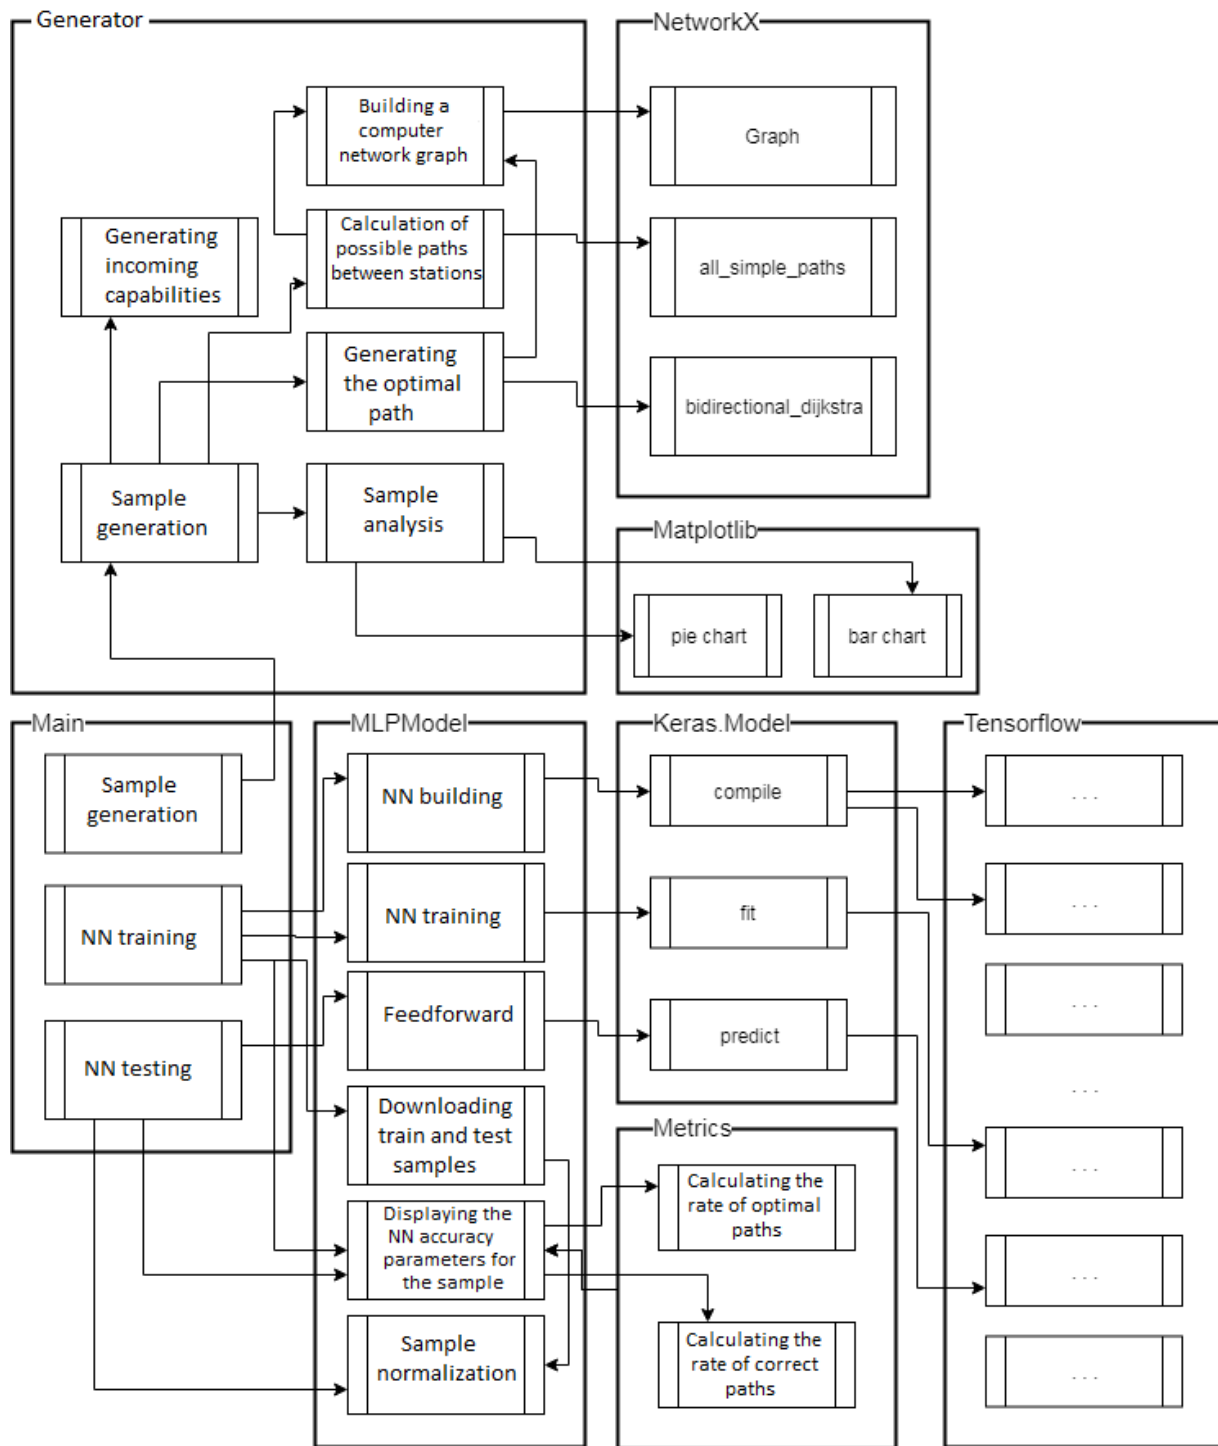 Generator
NetworkX
Building a
computer
network graph
Graph
Generating
incoming
capabilities
Calculation of
possible paths
between stations
all_simple_paths
Generating
the optimal
path
bidirectional_dijkstra
Sample
generation
Sample
analysis
Matplotlib
pie chart
bar chart
Main
MLPModel
Keras.Model
Tensorflow
Sample
generation
NN building
compile
. . .
NN training
NN training
fit
. . .
NN testing
Feedforward
predict
. . .
. . .
Downloading
train and test
samples
Metrics
Calculating the
rate of optimal
paths
. . .
Displaying the
NN accuracy
parameters for
the sample
. . .
Sample
normalization
Calculating the
rate of correct
paths
. . .